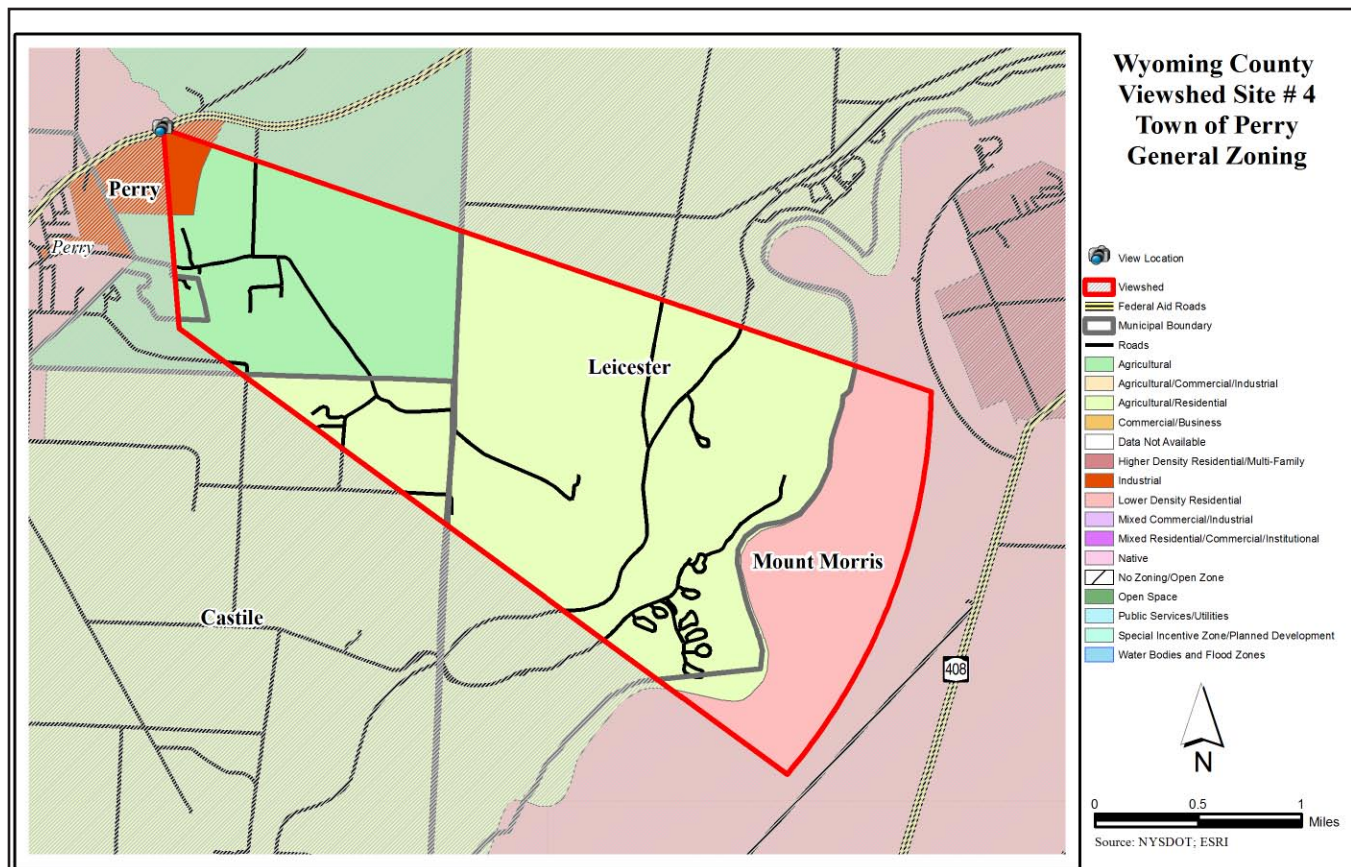 Wyoming County
Viewshed Site # 4
Town of Perry
General Zoning
Perry
Perry
Leicester
Mount Morris
Castile
408
View Location
Viewshed
Federal Aid Roads
Municipal Boundary
Roads
Agricultural
Agricultural/Commercial/Industrial
Agricultural/Residential
Commercial/Business
Data Not Available
Higher Density Residential/Multi-Family
Industrial
Lower Density Residential
Mixed Commercial/Industrial
Mixed Residential/Commercial/Institutional
Native
No Zoning/Open Zone
Open Space
Public Services/Utilities
Special Incentive Zone/Planned Development
Water Bodies and Flood Zones
N
0 0.5 1
Miles
Source: NYSDOT; ESRI